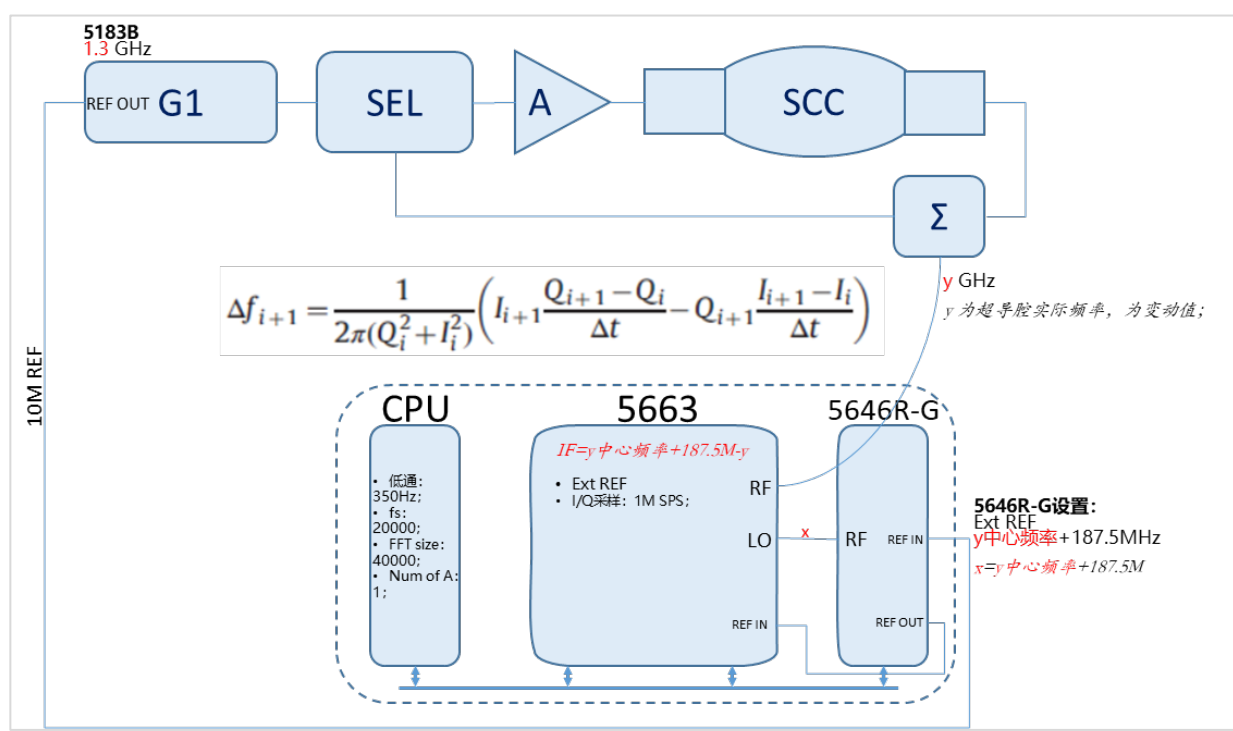 5183B
1.3 GHz
REF OUT G1
SEL
A
SCC
Σ
y GHz
y 为超导腔实际频率，为变动值；
Δf_{i+1} = \frac{1}{2π(Q_i^2+I_i^2)} ( I_{i+1} \frac{Q_{i+1}-Q_i}{Δt} - Q_{i+1} \frac{I_{i+1}-I_i}{Δt} )
10M REF
CPU
• 低通：
350Hz；
• fs：
20000；
• FFT size：
40000；
• Num of A：
1；
5663
IF=y中心频率+187.5M-y
• Ext REF
• I/Q采样：1M SPS；
RF
LO
REF IN
x
5646R-G
RF
REF IN
REF OUT
5646R-G设置：
Ext REF
y中心频率+187.5MHz
x=y中心频率+187.5M